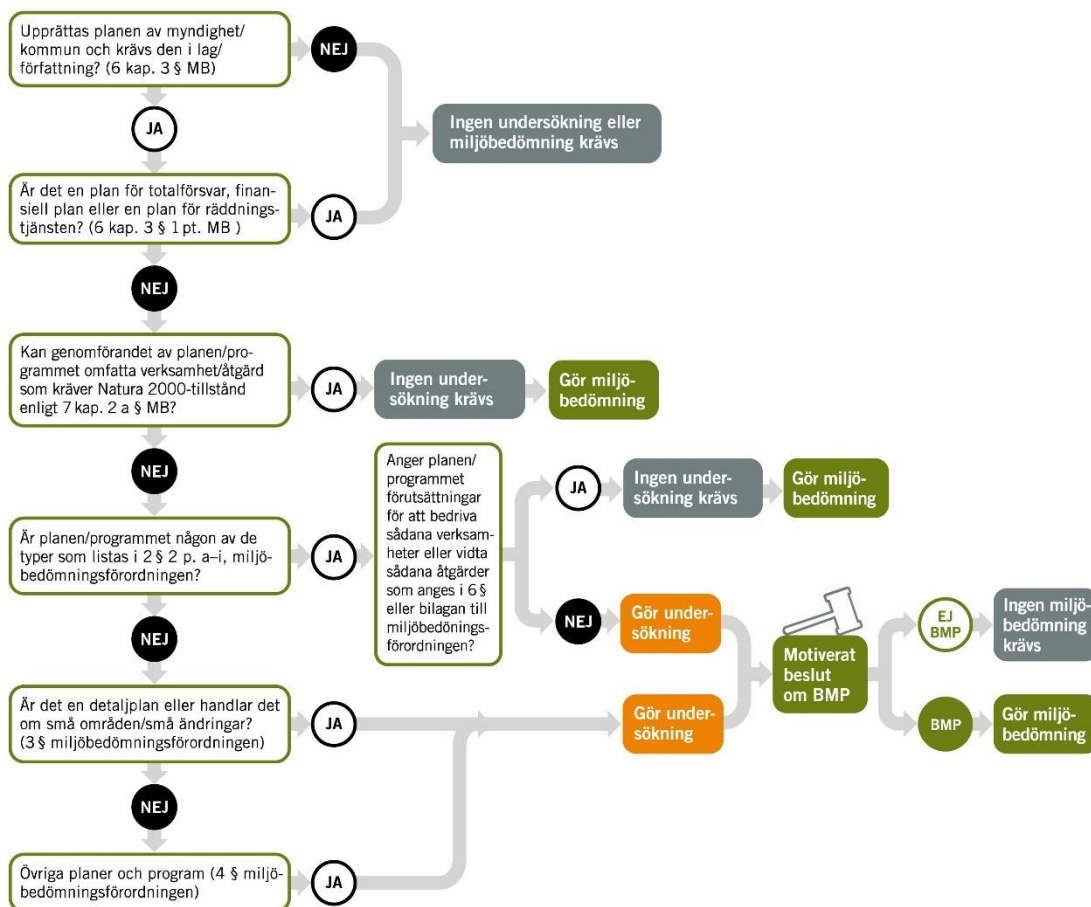 Upprättas planen av myndighet/
kommun och krävs den i lag/
författning? (6 kap. 3 § MB)
NEJ
JA
Ingen undersökning eller
miljöbedömning krävs
Är det en plan för totalförsvar, finan-
siell plan eller en plan för räddnings-
tjänsten? (6 kap. 3 § 1 pt. MB )
JA
NEJ
Kan genomförandet av planen/pro-
grammet omfatta verksamhet/åtgärd
som kräver Natura 2000-tillstånd
enligt 7 kap. 2 a § MB?
JA
Ingen under-
sökning krävs
Gör miljö-
bedömning
NEJ
Är planen/programmet någon av de
typer som listas i 2 § 2 p. a–i, miljö-
bedömningsförordningen?
JA
Anger planen/
programmet
förutsättningar
för att bedriva
sådana verksam-
heter eller vidta
sådana åtgärder
som anges i 6 §
eller bilagan till
miljöbedönings-
förordningen?
JA
Ingen under-
sökning krävs
Gör miljö-
bedömning
NEJ
Gör under-
sökning
Motiverat
beslut
om BMP
EJ
BMP
Ingen miljö-
bedömning
krävs
BMP
Gör miljö-
bedömning
NEJ
Är det en detaljplan eller handlar det
om små områden/små ändringar?
(3 § miljöbedömningsförordningen)
JA
Gör under-
sökning
NEJ
Övriga planer och program (4 § miljö-
bedömningsförordningen)
JA